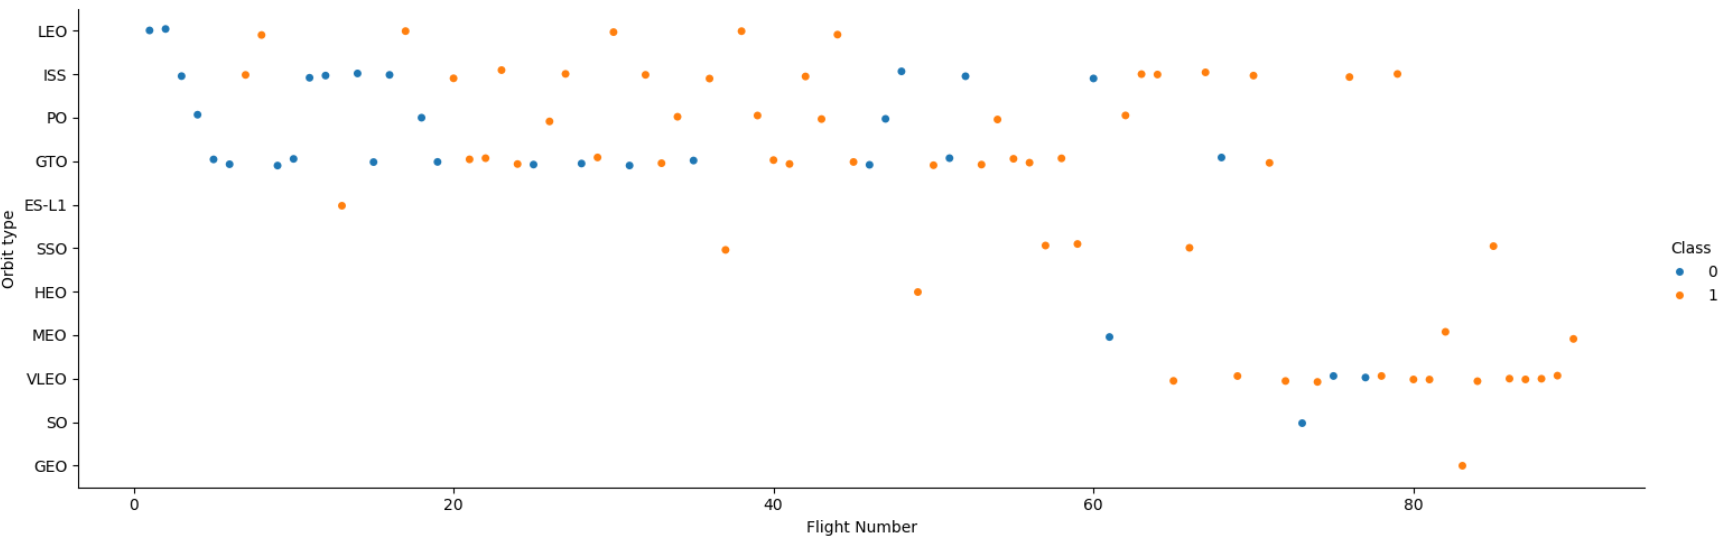 LEO
ISS
PO
GTO
ES-L1
SSO
HEO
MEO
VLEO
SO
GEO
Orbit type
0 20 40 60 80
Flight Number
Class
0
1